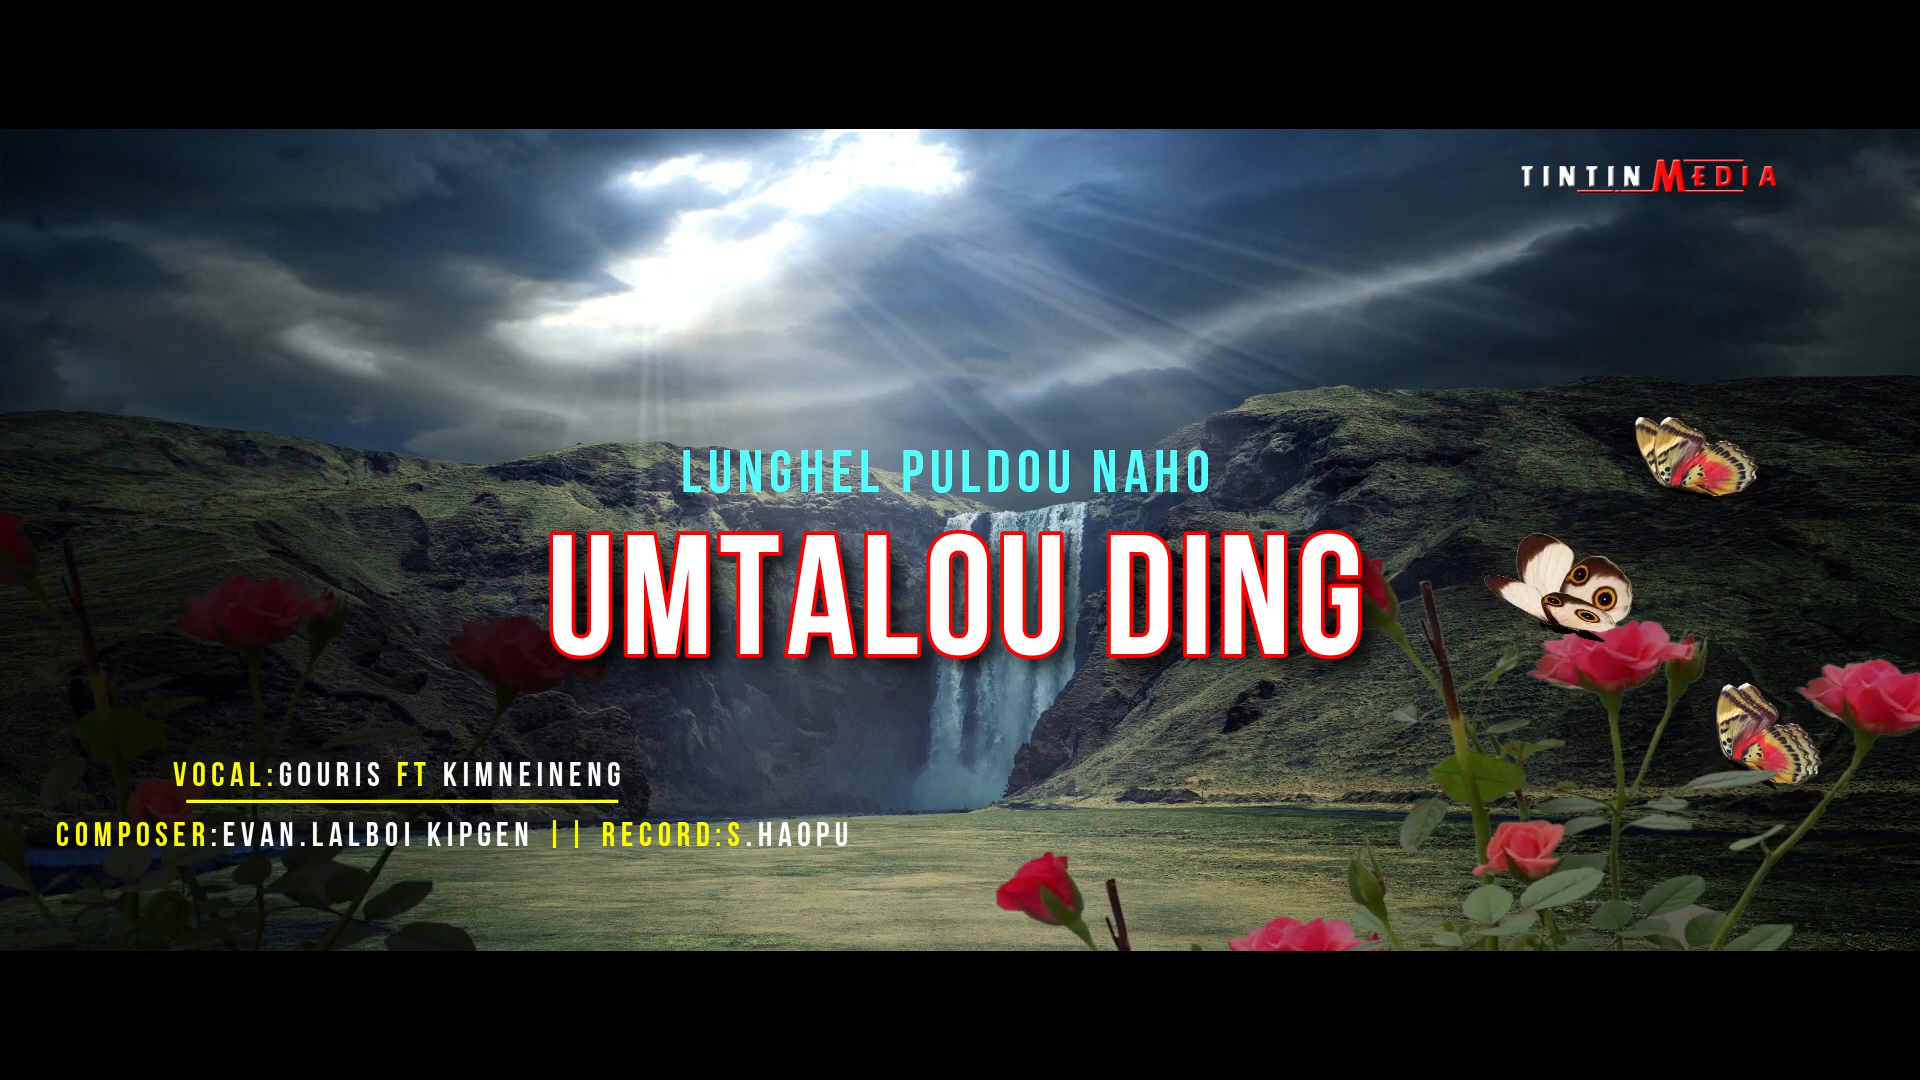 TINTIN MEDIA
LUNGHEL PULDOU NAHO
UMTALOU DING
VOCAL:GOURIS FT KIMNEINENG
COMPOSER:EVAN.LALBOI KIPGEN || RECORD:S.HAOPU